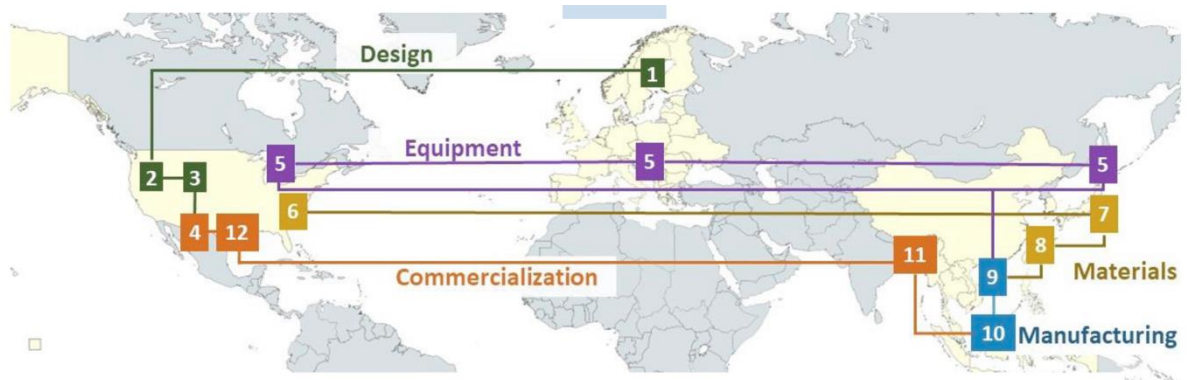 Design
1
Equipment
5
5
5
2
3
6
7
4
12
8
11
Commercialization
9
Materials
10
Manufacturing